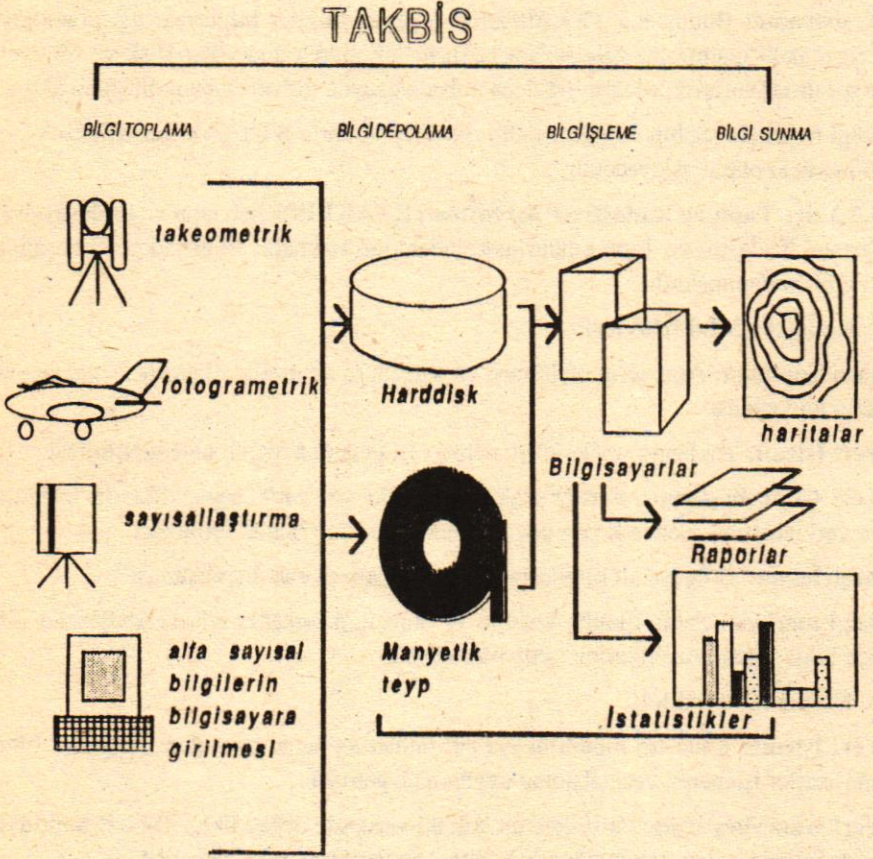 TAKBİS
BİLGİ TOPLAMA
BİLGİ DEPOLAMA
BİLGİ İŞLEME
BİLGİ SUNMA
takeometrik
fotogrametrik
sayısallaştırma
alfa sayısal
bilgilerin
bilgisayara
girilmesi
Harddisk
Manyetik
teyp
Bilgisayarlar
haritalar
Raporlar
İstatistikler